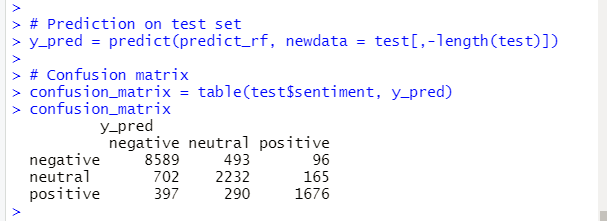 >
> # Prediction on test set
> y_pred = predict(predict_rf, newdata = test[,-length(test)])
>
> # Confusion matrix
> confusion_matrix = table(test$sentiment, y_pred)
> confusion_matrix
          y_pred
           negative neutral positive
  negative     8589     493       96
  neutral       702    2232      165
  positive      397     290     1676
>